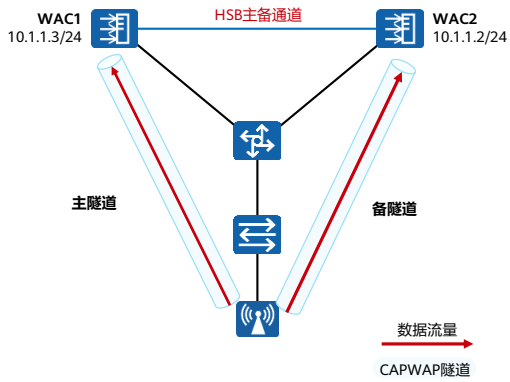 HSB主备通道
WAC1
10.1.1.3/24
WAC2
10.1.1.2/24
主隧道
备隧道
数据流量
CAPWAP隧道